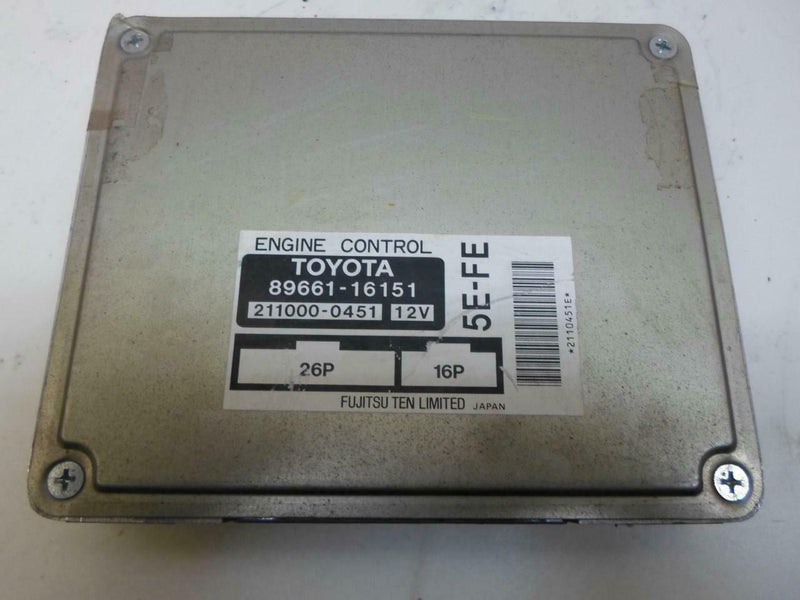 ENGINE CONTROL
TOYOTA
89661-16151
211000-0451 12V
5E-FE
*2110451E*
26P 16P
FUJITSU TEN LIMITED JAPAN